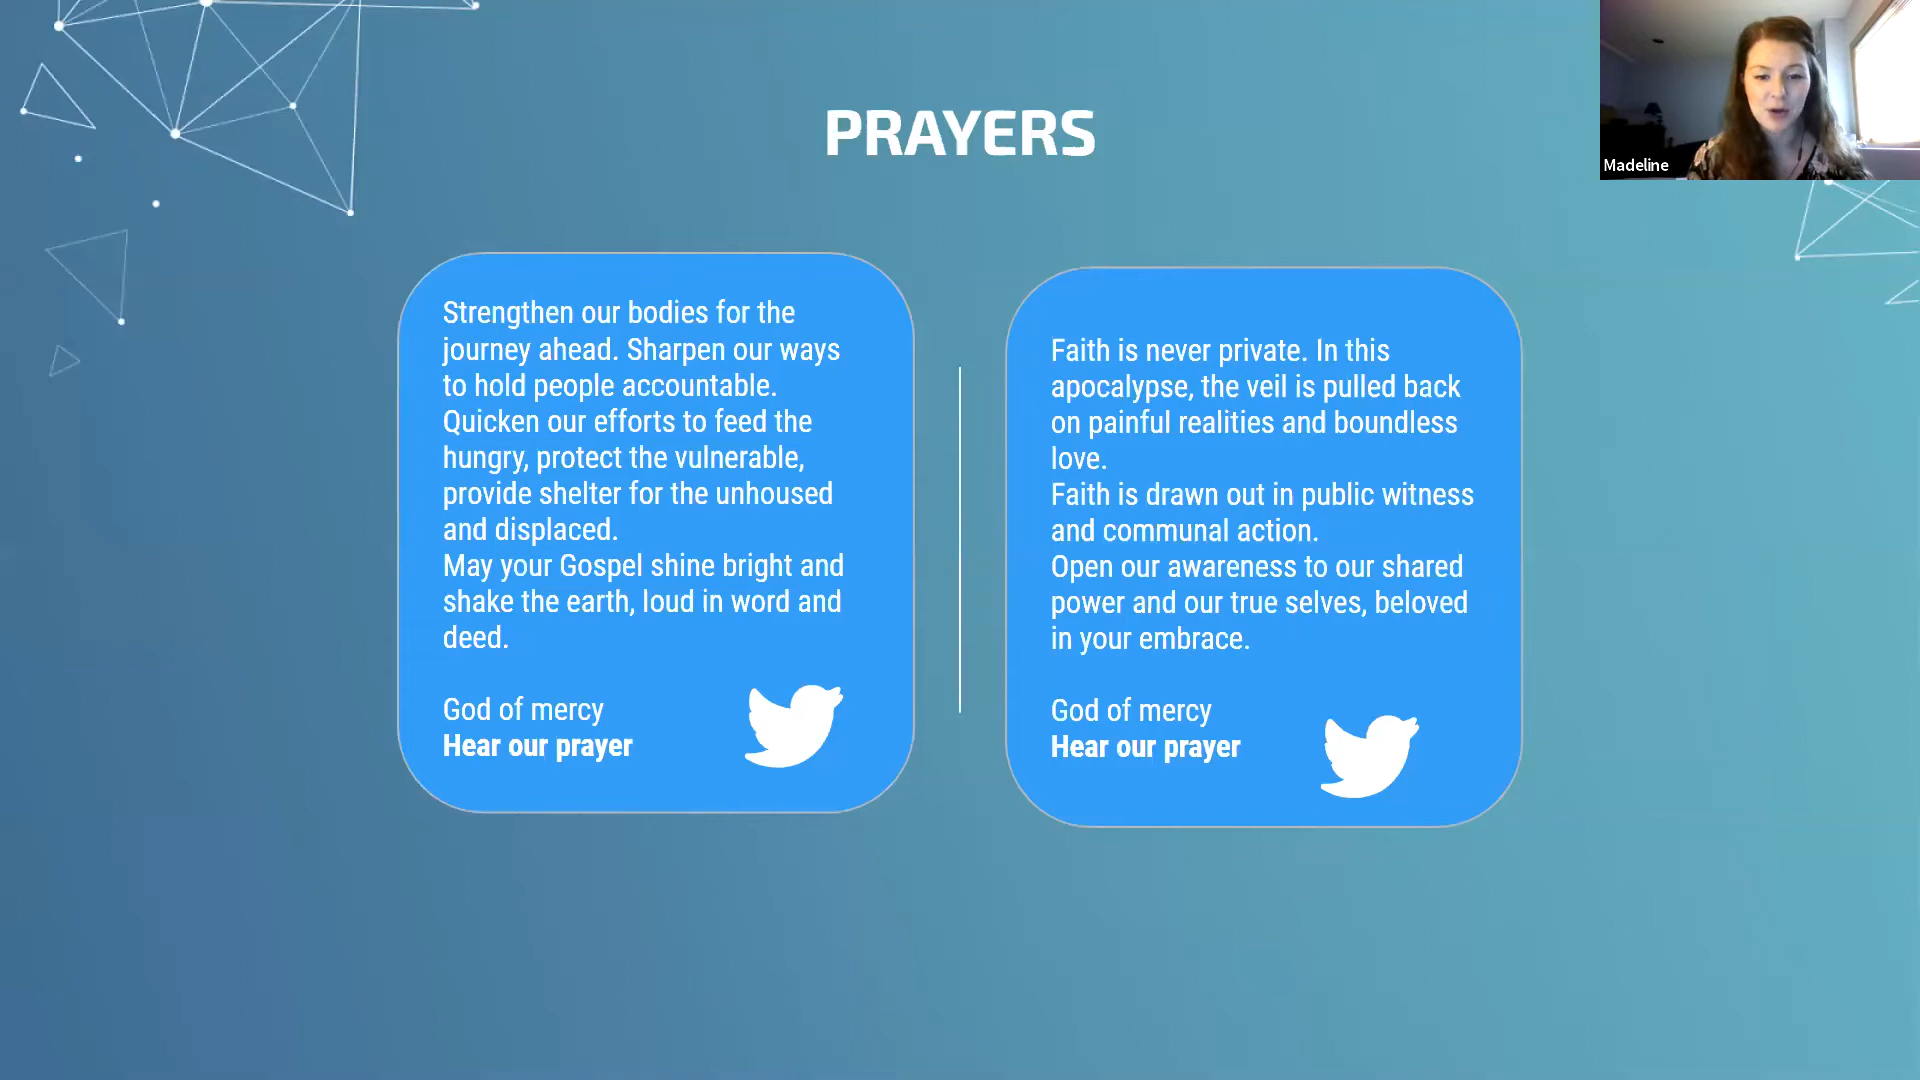 PRAYERS
Madeline
Strengthen our bodies for the
journey ahead. Sharpen our ways
to hold people accountable.
Quicken our efforts to feed the
hungry, protect the vulnerable,
provide shelter for the unhoused
and displaced.
May your Gospel shine bright and
shake the earth, loud in word and
deed.
God of mercy
Hear our prayer
Faith is never private. In this
apocalypse, the veil is pulled back
on painful realities and boundless
love.
Faith is drawn out in public witness
and communal action.
Open our awareness to our shared
power and our true selves, beloved
in your embrace.
God of mercy
Hear our prayer